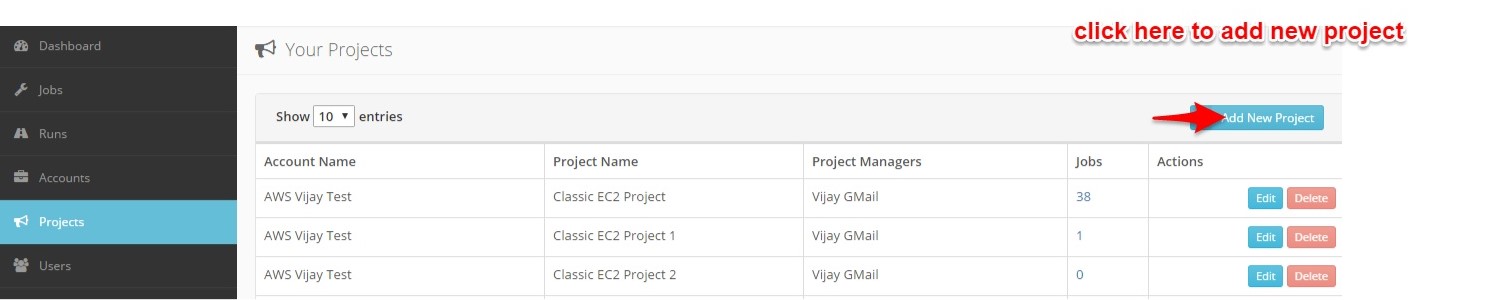 click here to add new project
Dashboard
Jobs
Runs
Accounts
Projects
Users
Your Projects
Show 10 entries
Add New Project
Account Name Project Name Project Managers Jobs Actions
AWS Vijay Test Classic EC2 Project Vijay GMail 38 Edit Delete
AWS Vijay Test Classic EC2 Project 1 Vijay GMail 1 Edit Delete
AWS Vijay Test Classic EC2 Project 2 Vijay GMail 0 Edit Delete